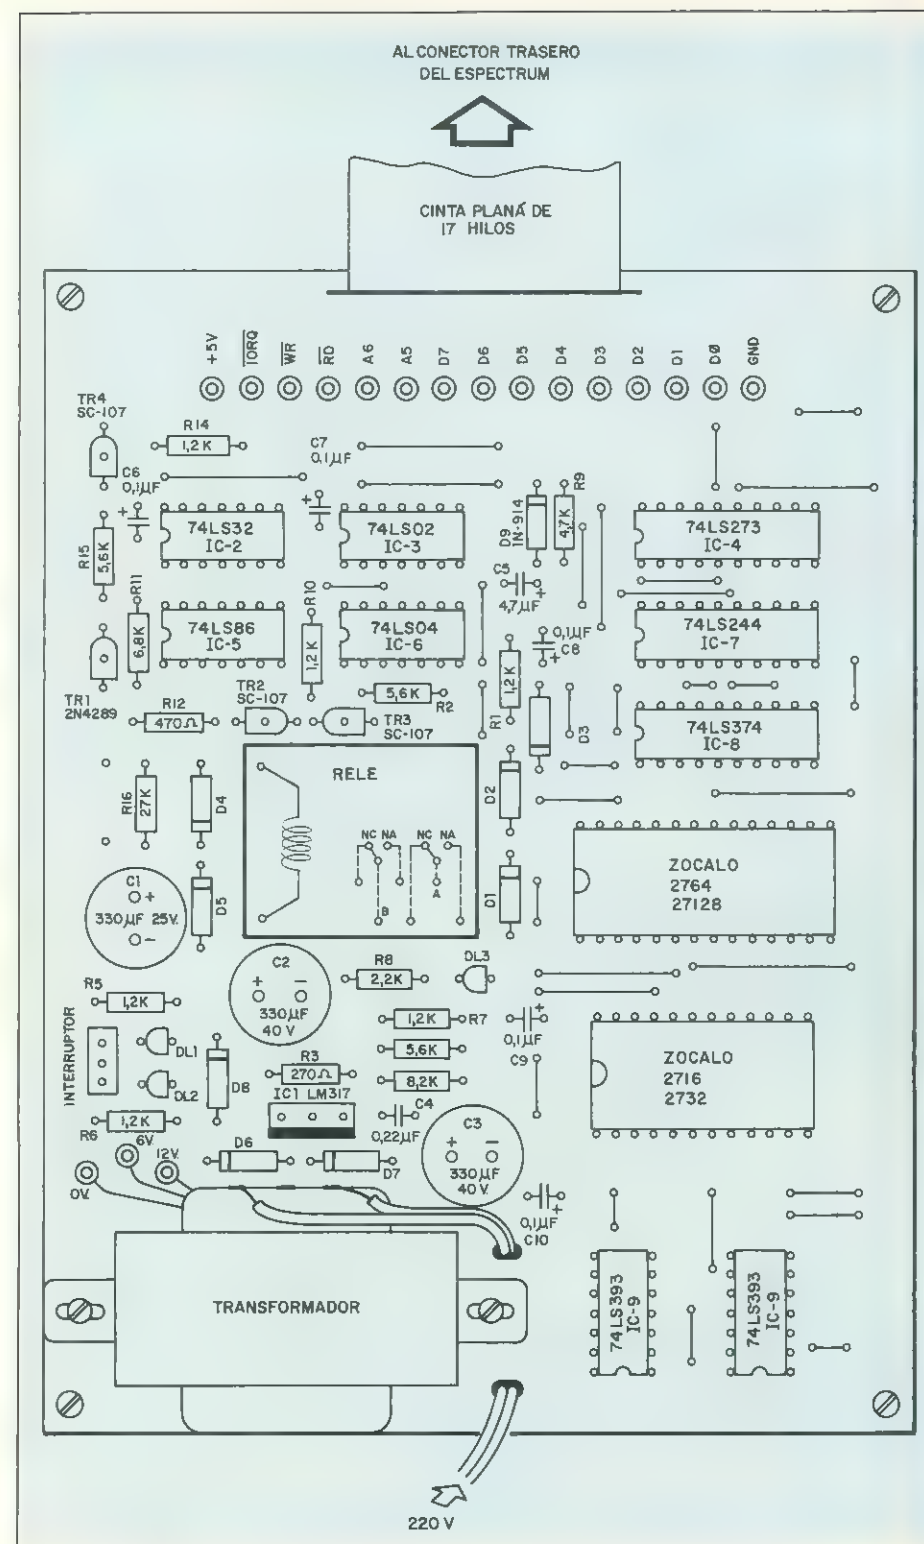 AL CONECTOR TRASERO
DEL ESPECTRUM
CINTA PLANÁ DE
17 HILOS
+5V
IORQ
WR
RD
A6
A5
D7
D6
D5
D4
D3
D2
D1
DØ
GND
TR4
SC-107
R14
1,2K
C7
0,1µF
C6
0,1µF
R9
4,7K
D9
IN-914
74LS32
IC-2
74LS02
IC-3
74LS273
IC-4
R15
5,6K
C5
4,7µF
R11
6,8K
R10
1,2K
74LS86
IC-5
74LS04
IC-6
0,1µF
C8
74LS244
IC-7
TR1
2N4289
R12
470Ω
TR2
SC-107
TR3
SC-107
5,6K
R2
1,2K
R1
D3
74LS374
IC-8
RELE
NC NA NC NA
A
B
R16
27K
D4
D2
D1
ZOCALO
2764
27128
C1
+
330µF 25V.
−
D5
C2
+ −
330µF
40V
R8
2,2K
DL3
R5
1,2K
1,2K
R7
0,1µF
C9
ZOCALO
2716
2732
INTERRUPTOR
DL1
DL2
D8
R3
270Ω
IC1 LM317
5,6K
8,2K
C4
0,22µF
C3
+ −
330µF
40V.
R6
1,2K
6V.
12V.
0V.
D6
D7
0,1µF
C10
TRANSFORMADOR
74LS393
IC-9
74LS393
IC-9
220 V